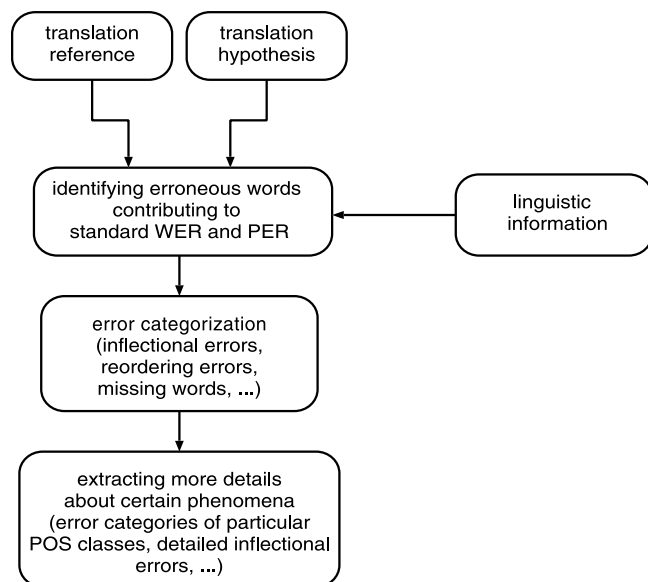 translation
reference
translation
hypothesis
identifying erroneous words
contributing to
standard WER and PER
linguistic
information
error categorization
(inflectional errors,
reordering errors,
missing words, ...)
extracting more details
about certain phenomena
(error categories of particular
POS classes, detailed inflectional
errors, ...)